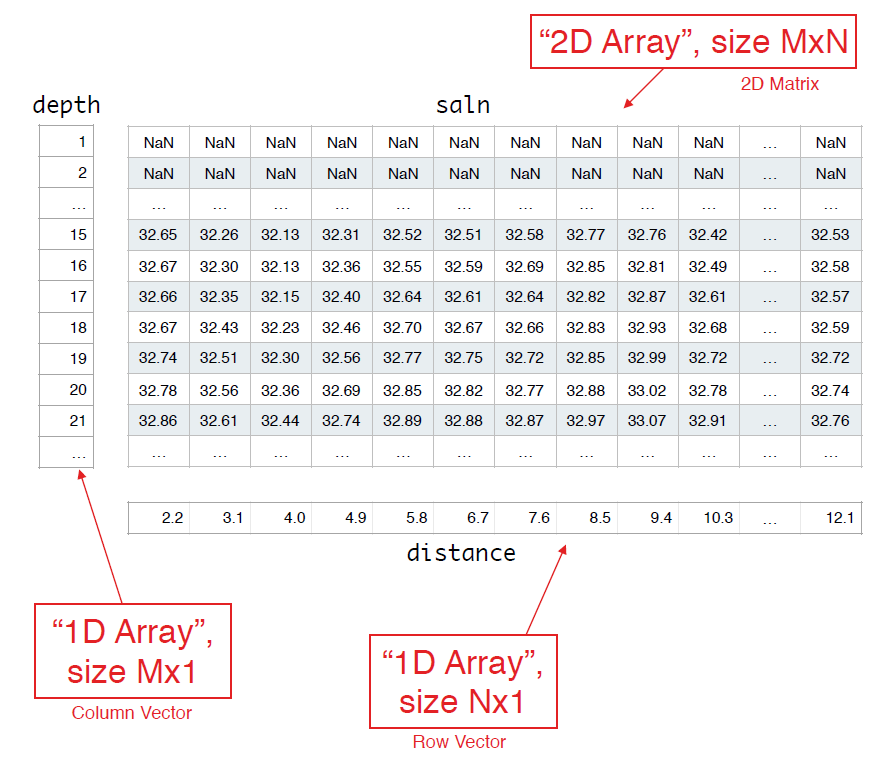 “2D Array”, size MxN
2D Matrix
depth saln
1 NaN NaN NaN NaN NaN NaN NaN NaN NaN NaN … NaN
2 NaN NaN NaN NaN NaN NaN NaN NaN NaN NaN … NaN
… … … … … … … … … … … … …
15 32.65 32.26 32.13 32.31 32.52 32.51 32.58 32.77 32.76 32.42 … 32.53
16 32.67 32.30 32.13 32.36 32.55 32.59 32.69 32.85 32.81 32.49 … 32.58
17 32.66 32.35 32.15 32.40 32.64 32.61 32.64 32.82 32.87 32.61 … 32.57
18 32.67 32.43 32.23 32.46 32.70 32.67 32.66 32.83 32.93 32.68 … 32.59
19 32.74 32.51 32.30 32.56 32.77 32.75 32.72 32.85 32.99 32.72 … 32.72
20 32.78 32.56 32.36 32.69 32.85 32.82 32.77 32.88 33.02 32.78 … 32.74
21 32.86 32.61 32.44 32.74 32.89 32.88 32.87 32.97 33.07 32.91 … 32.76
… … … … … … … … … … … … …
2.2 3.1 4.0 4.9 5.8 6.7 7.6 8.5 9.4 10.3 … 12.1
distance
“1D Array”,
size Mx1
Column Vector
“1D Array”,
size Nx1
Row Vector